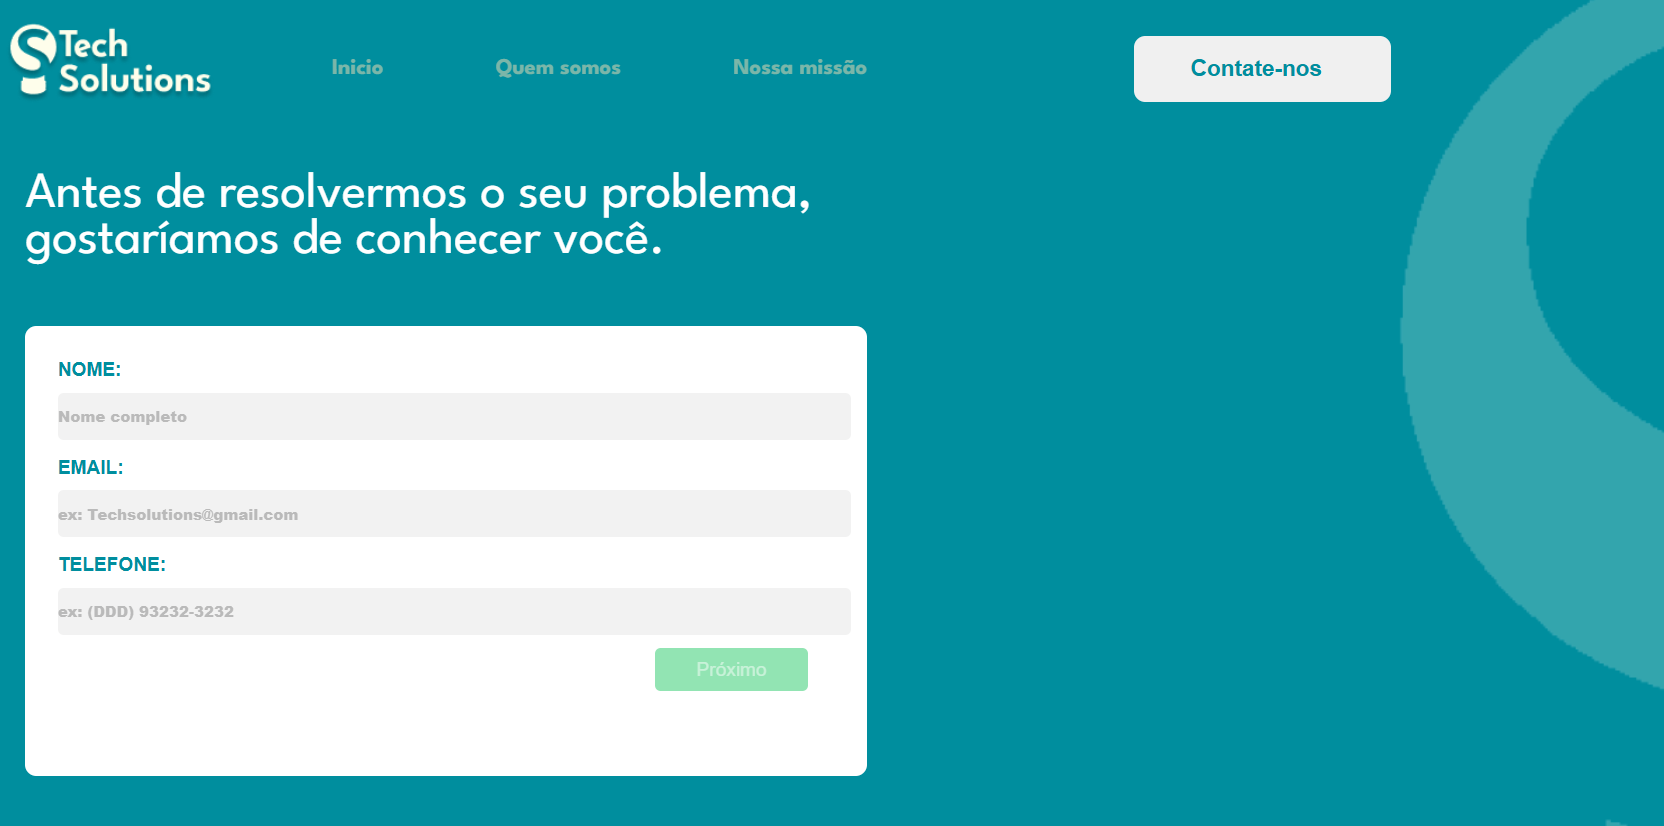 Tech
Solutions
Inicio
Quem somos
Nossa missão
Contate-nos
Antes de resolvermos o seu problema,
gostaríamos de conhecer você.
NOME:
Nome completo
EMAIL:
ex: Techsolutions@gmail.com
TELEFONE:
ex: (DDD) 93232-3232
Próximo